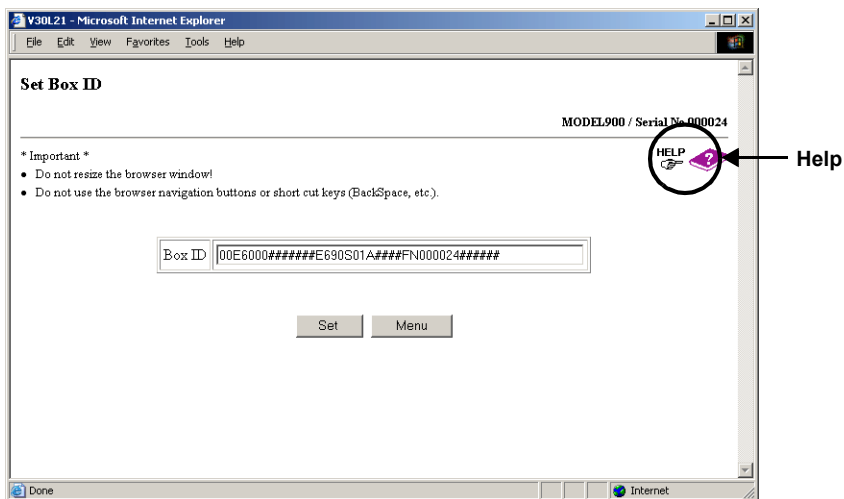 V30L21 - Microsoft Internet Explorer
File Edit View Favorites Tools Help
Set Box ID
MODEL900 / Serial No.000024
* Important *
HELP
?
Help
● Do not resize the browser window!
● Do not use the browser navigation buttons or short cut keys (BackSpace, etc.).
Box ID 00E6000#######E690S01A####FN000024######
Set Menu
Done Internet